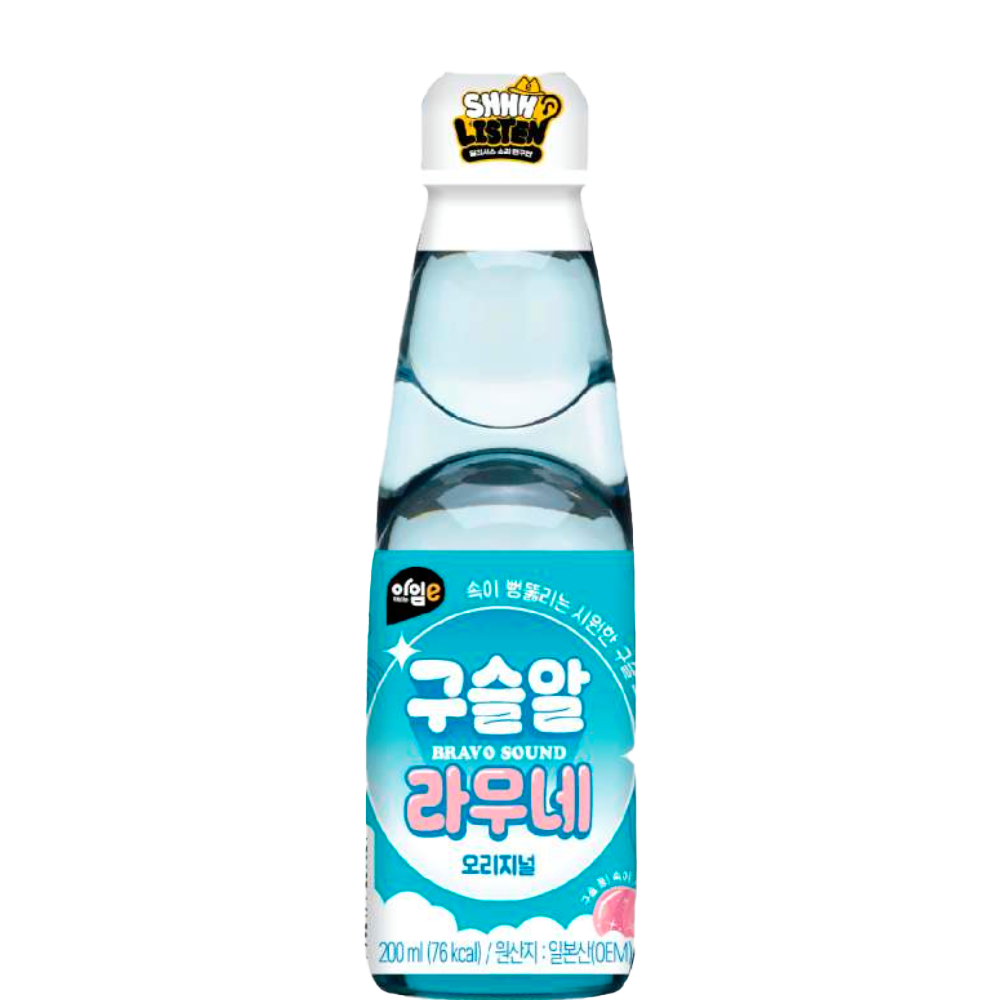 SHHH
LISTEN
아임e
속이 뻥뚫리는 시원한
구슬알
BRAVO SOUND
라무네
오리지널
200 ml (76 kcal) / 원산지 : 일본산(OEM)